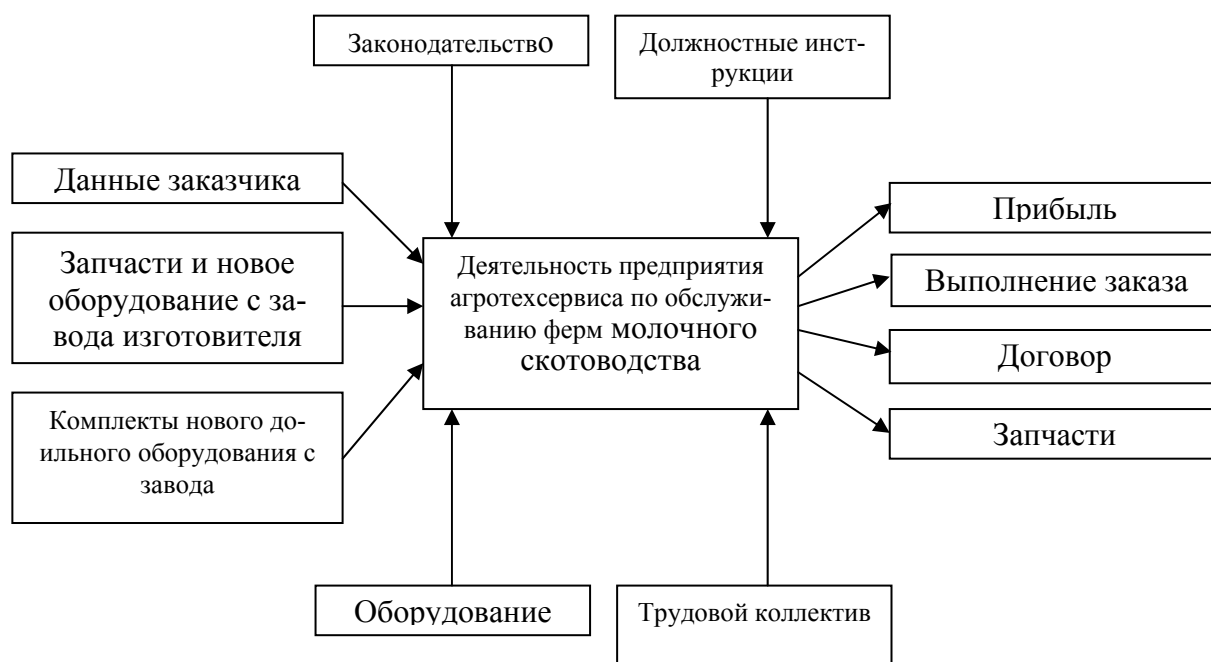 Законодательство
Должностные инст-
рукции
Данные заказчика
Запчасти и новое
оборудование с за-
вода изготовителя
Комплекты нового до-
ильного оборудования с
завода
Деятельность предприятия
агротехсервиса по обслужи-
ванию ферм молочного
скотоводства
Прибыль
Выполнение заказа
Договор
Запчасти
Оборудование
Трудовой коллектив